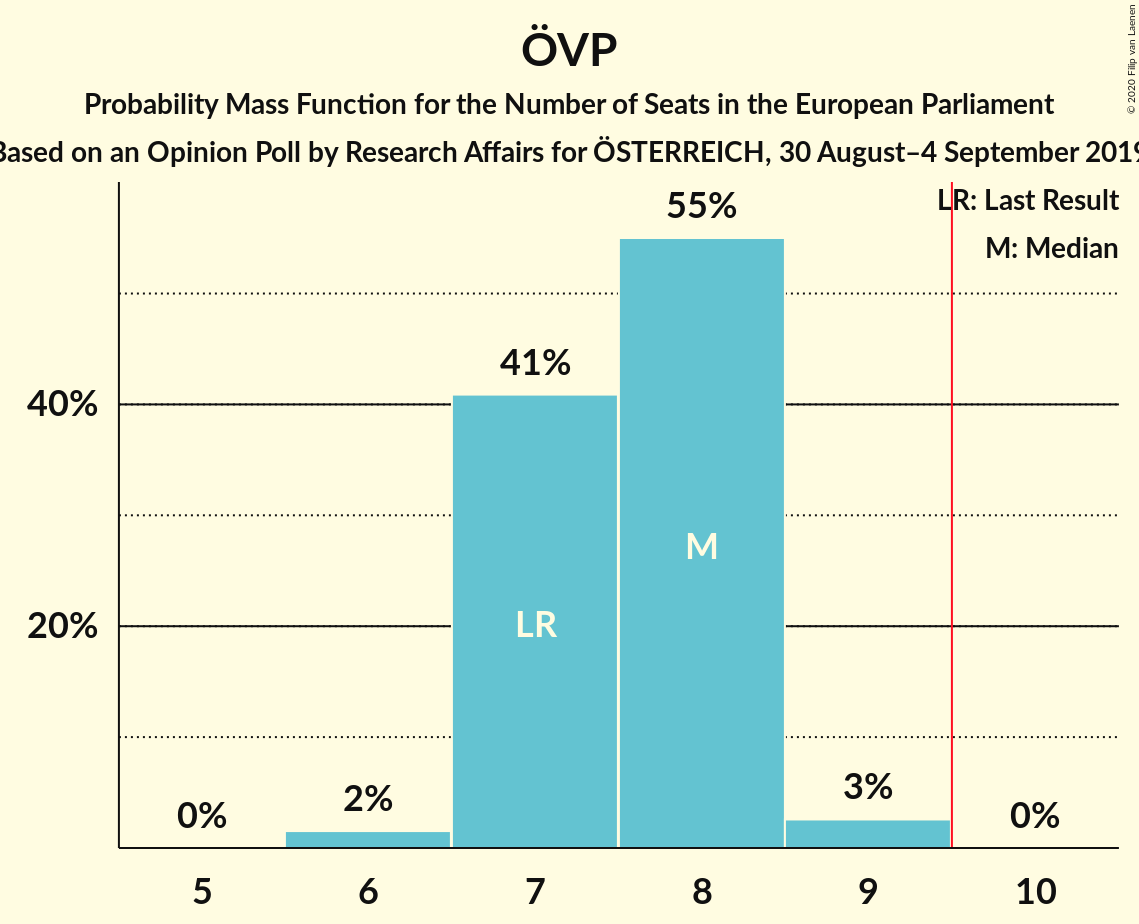 ÖVP
Probability Mass Function for the Number of Seats in the European Parliament
Based on an Opinion Poll by Research Affairs for ÖSTERREICH, 30 August–4 September 2019
© 2020 Filip van Laenen
LR: Last Result
M: Median
55%
41%
40%
M
LR
20%
2%
3%
0%
0%
5 6 7 8 9 10